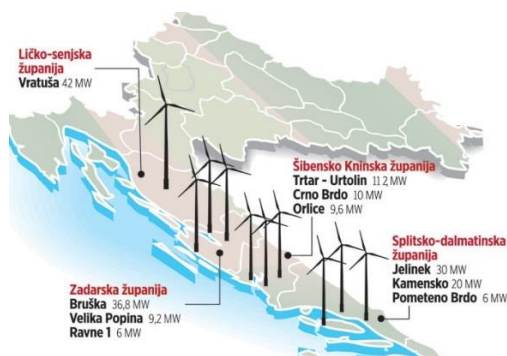 Ličko-senjska
županija
Vratuša 42 MW
Šibensko Kninska županija
Trtar - Urtolin 11 2, MW
Crno Brdo 10 MW
Orlice 9,6 MW
Splitsko-dalmatinska
županija
Jelinek 30 MW
Kamensko 20 MW
Pometeno Brdo 6 MW
Zadarska županija
Bruška 36,8 MW
Velika Popina 9,2 MW
Ravne 1 6 MW